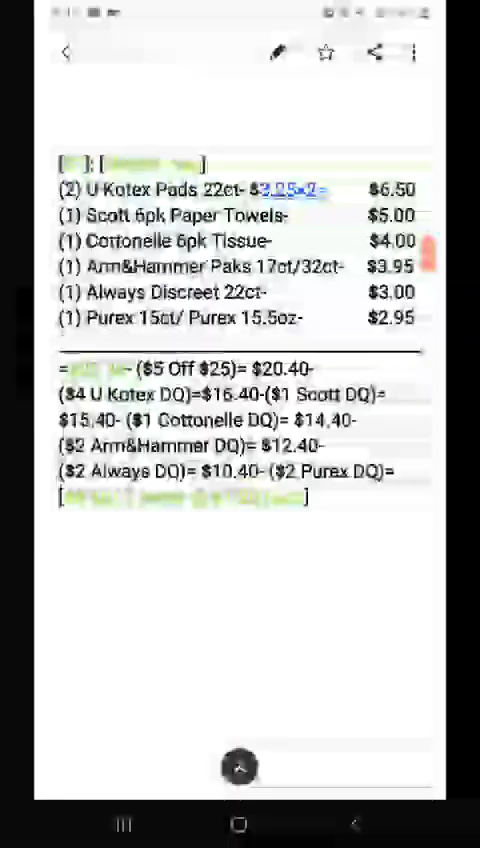 (2) U Kotex Pads 22ct- $3.25x2= $6.50
(1) Scott 6pk Paper Towels- $5.00
(1) Cottonelle 6pk Tissue- $4.00
(1) Arm&Hammer Paks 17ct/32ct- $3.95
(1) Always Discreet 22ct- $3.00
(1) Purex 15ct/ Purex 15.5oz- $2.95
- ($5 Off $25)= $20.40-
($4 U Kotex DQ)=$16.40-($1 Scott DQ)=
$15.40- ($1 Cottonelle DQ)= $14.40-
($2 Arm&Hammer DQ)= $12.40-
($2 Always DQ)= $10.40- ($2 Purex DQ)=